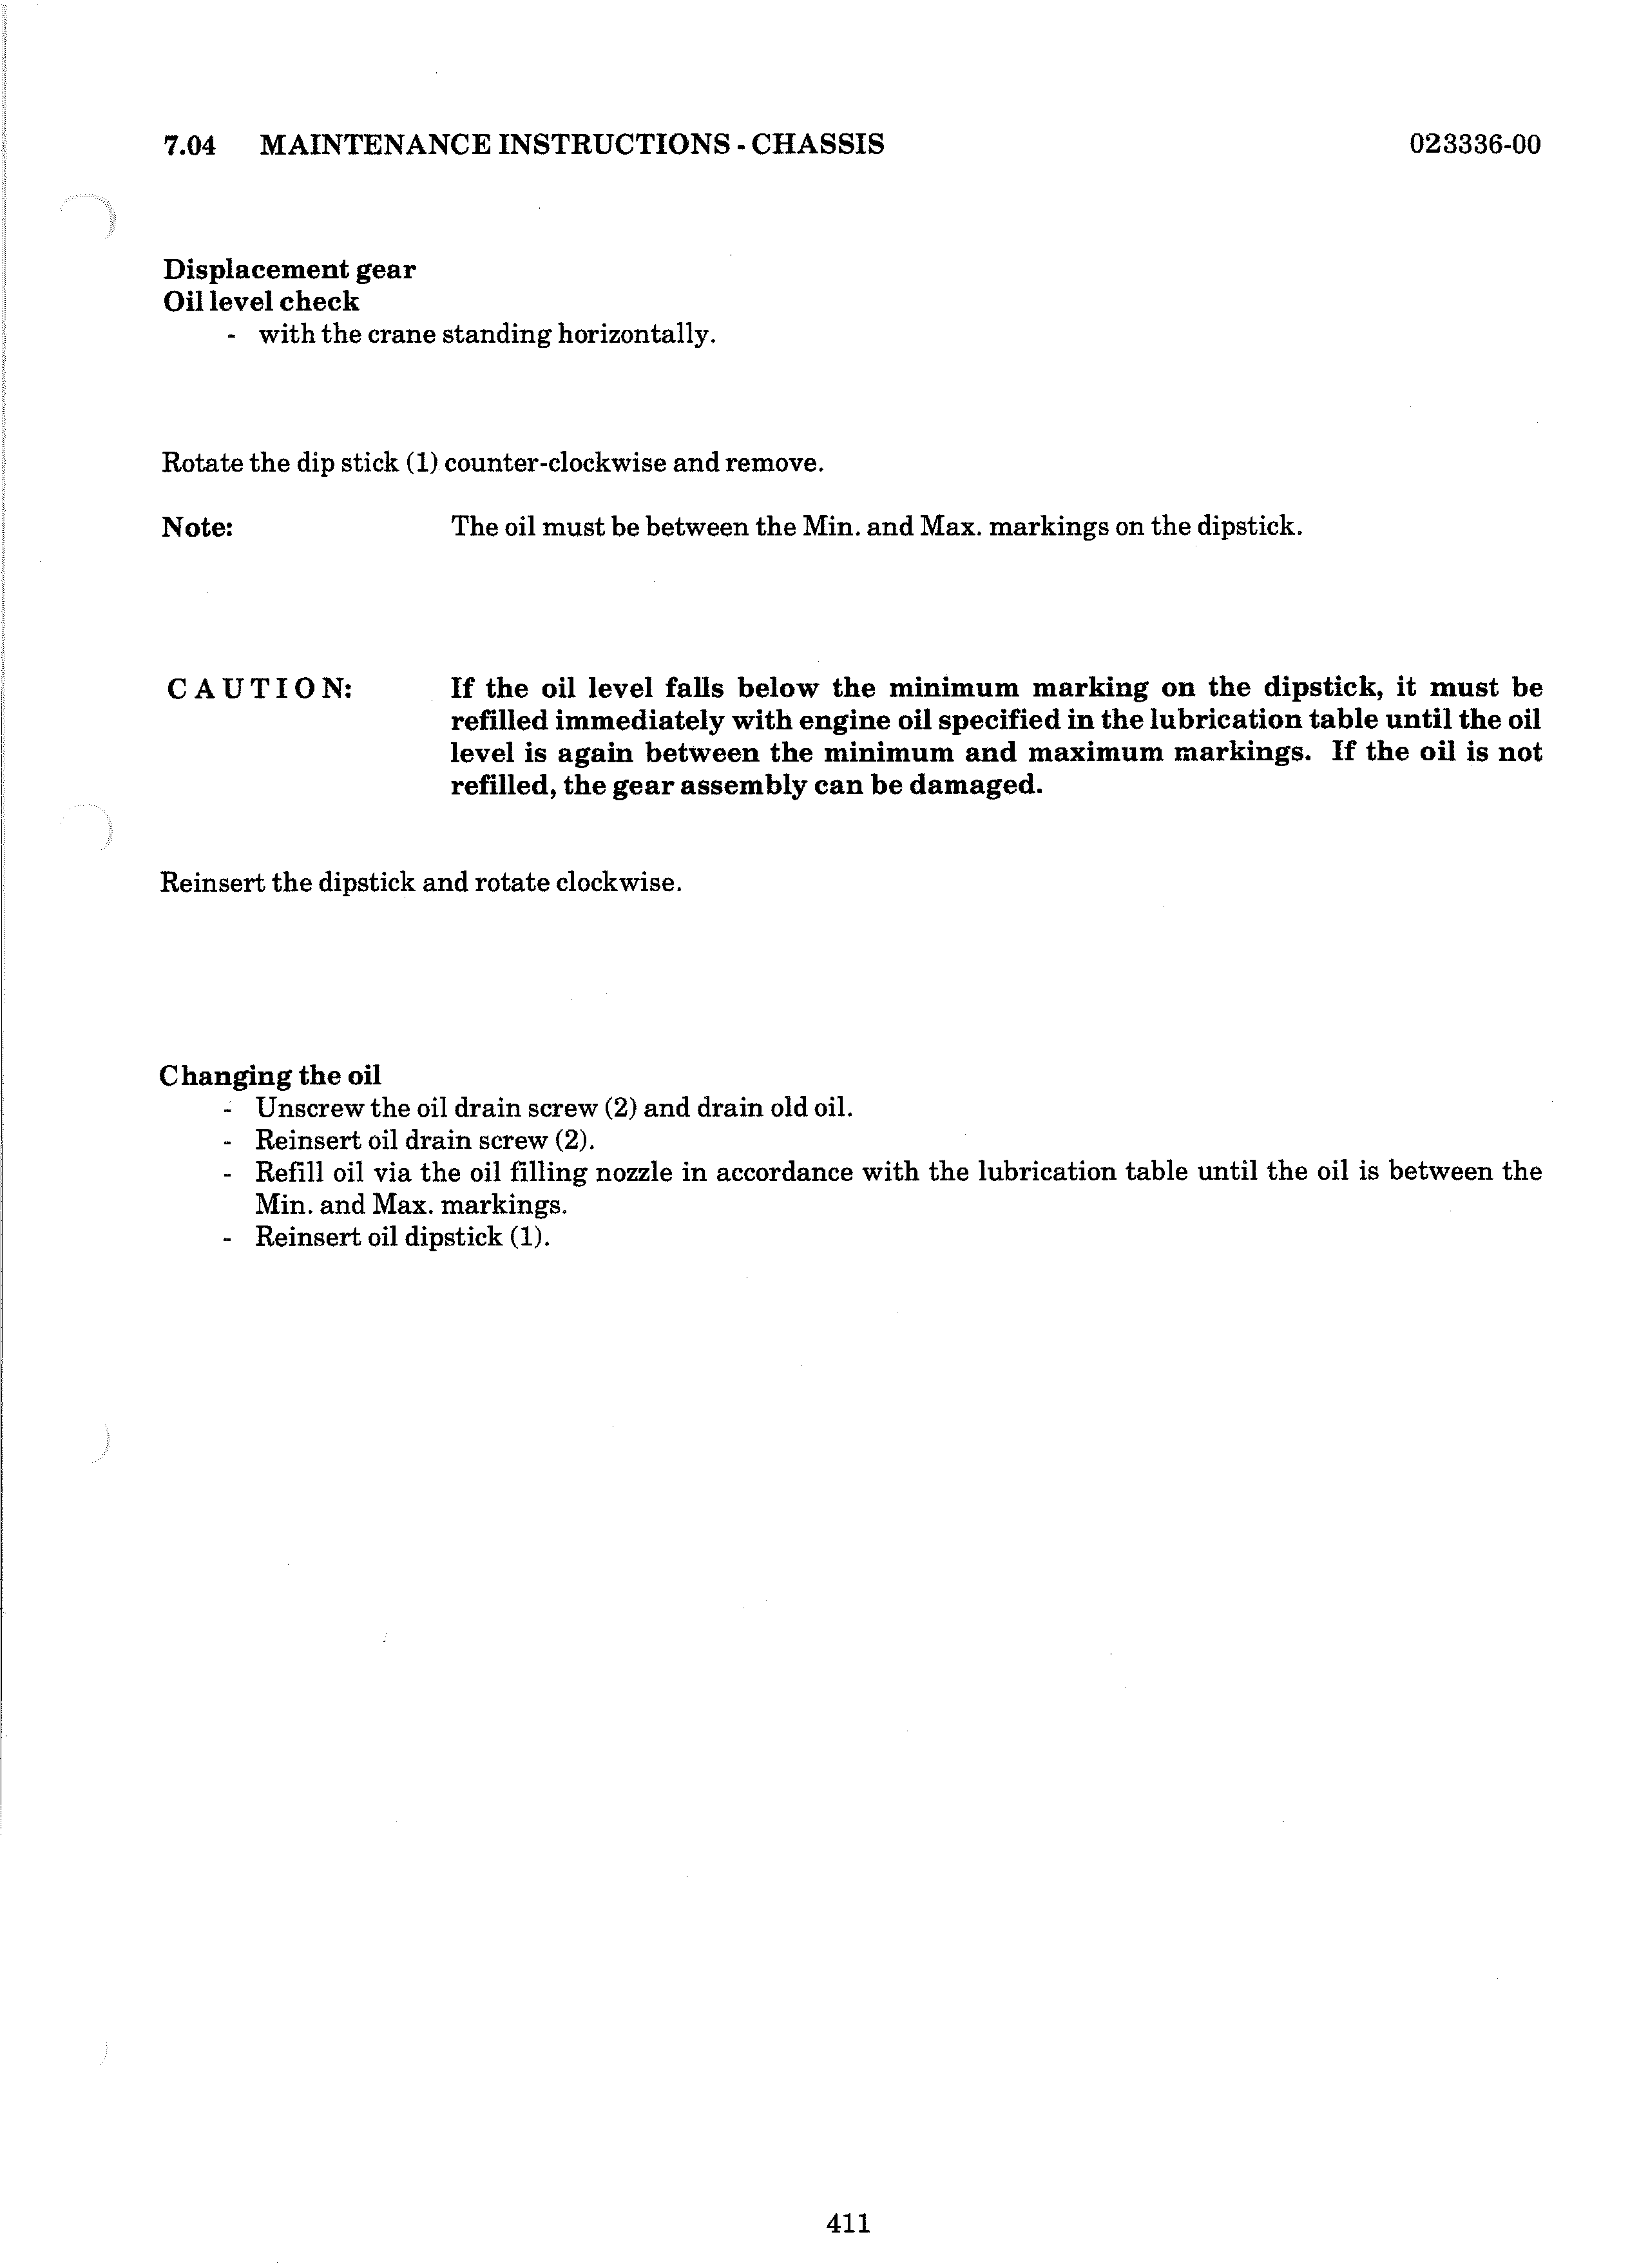 7.04 MAINTENANCE INSTRUCTIONS - CHASSIS 023336-00
Displacement gear
Oil level check
- with the crane standing horizontally.
Rotate the dip stick (1) counter-clockwise and remove.
Note: The oil must be between the Min. and Max. markings on the dipstick.
C A U T I O N: If the oil level falls below the minimum marking on the dipstick, it must be
refilled immediately with engine oil specified in the lubrication table until the oil
level is again between the minimum and maximum markings. If the oil is not
refilled, the gear assembly can be damaged.
Reinsert the dipstick and rotate clockwise.
Changing the oil
- Unscrew the oil drain screw (2) and drain old oil.
- Reinsert oil drain screw (2).
- Refill oil via the oil filling nozzle in accordance with the lubrication table until the oil is between the
Min. and Max. markings.
- Reinsert oil dipstick (1).
411